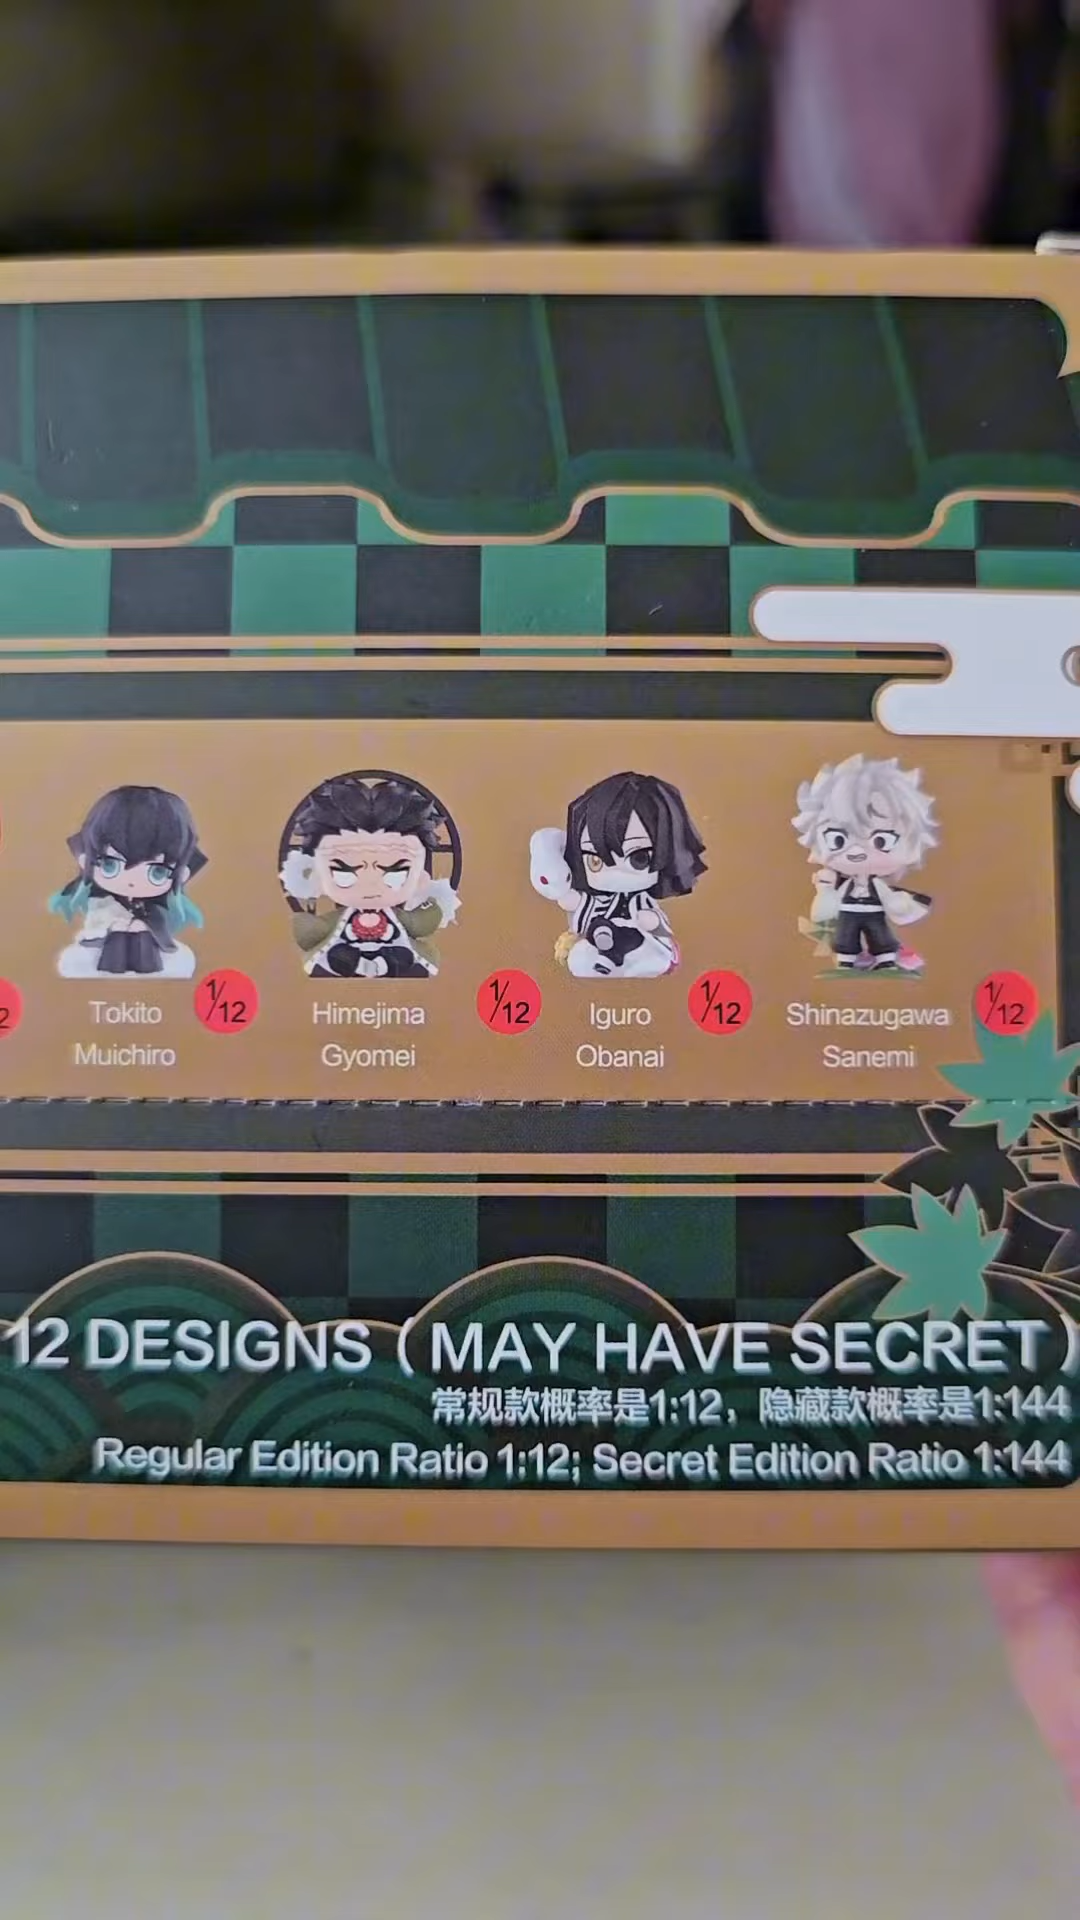 Tokito
Muichiro
1/12
Himejima
Gyomei
1/12
Iguro
Obanai
1/12
Shinazugawa
Sanemi
1/12
12 DESIGNS (MAY HAVE SECRET)
常规款概率是1:12，隐藏款概率是1:144
Regular Edition Ratio 1:12; Secret Edition Ratio 1:144